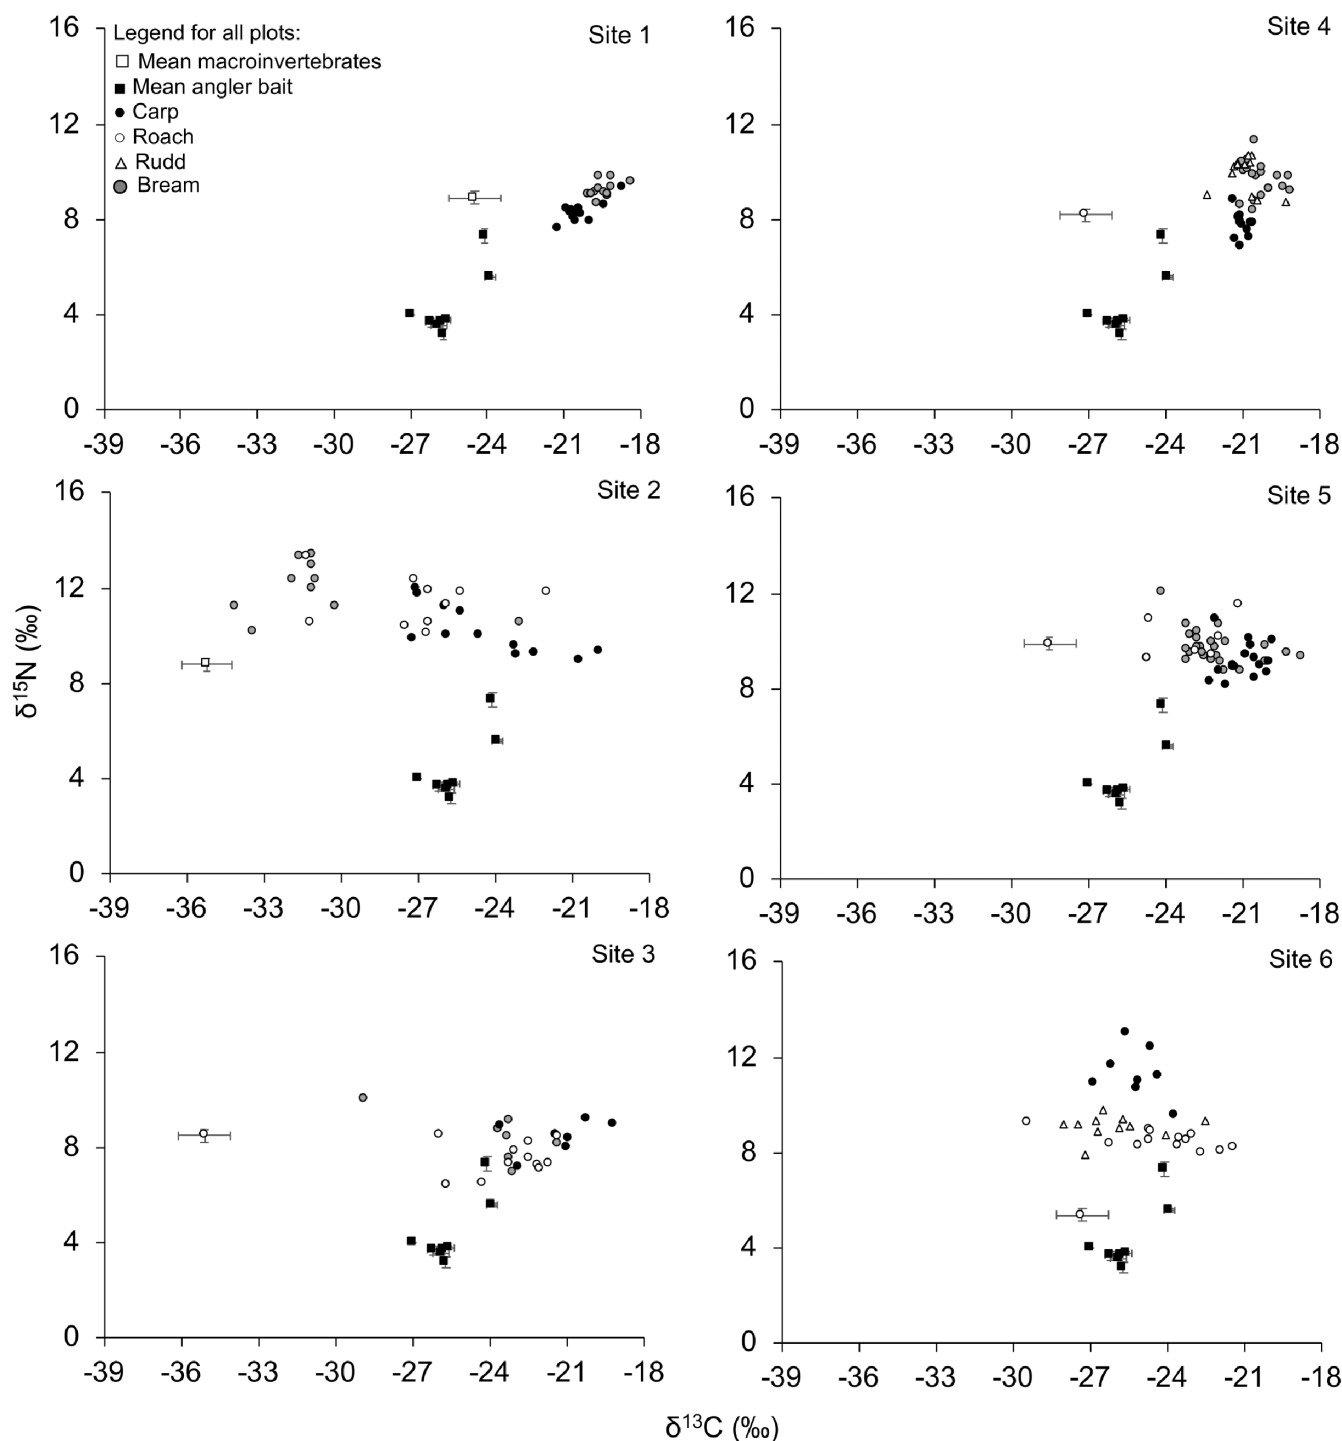 Legend for all plots:
Mean macroinvertebrates
Mean angler bait
Carp
Roach
Rudd
Bream
Site 1
16
12
8
4
0
-39 -36 -33 -30 -27 -24 -21 -18
Site 4
16
12
8
4
0
-39 -36 -33 -30 -27 -24 -21 -18
Site 2
16
12
8
4
0
-39 -36 -33 -30 -27 -24 -21 -18
Site 5
16
12
8
4
0
-39 -36 -33 -30 -27 -24 -21 -18
Site 3
16
12
8
4
0
-39 -36 -33 -30 -27 -24 -21 -18
Site 6
16
12
8
4
0
-39 -36 -33 -30 -27 -24 -21 -18
δ¹⁵N (‰)
δ¹³C (‰)